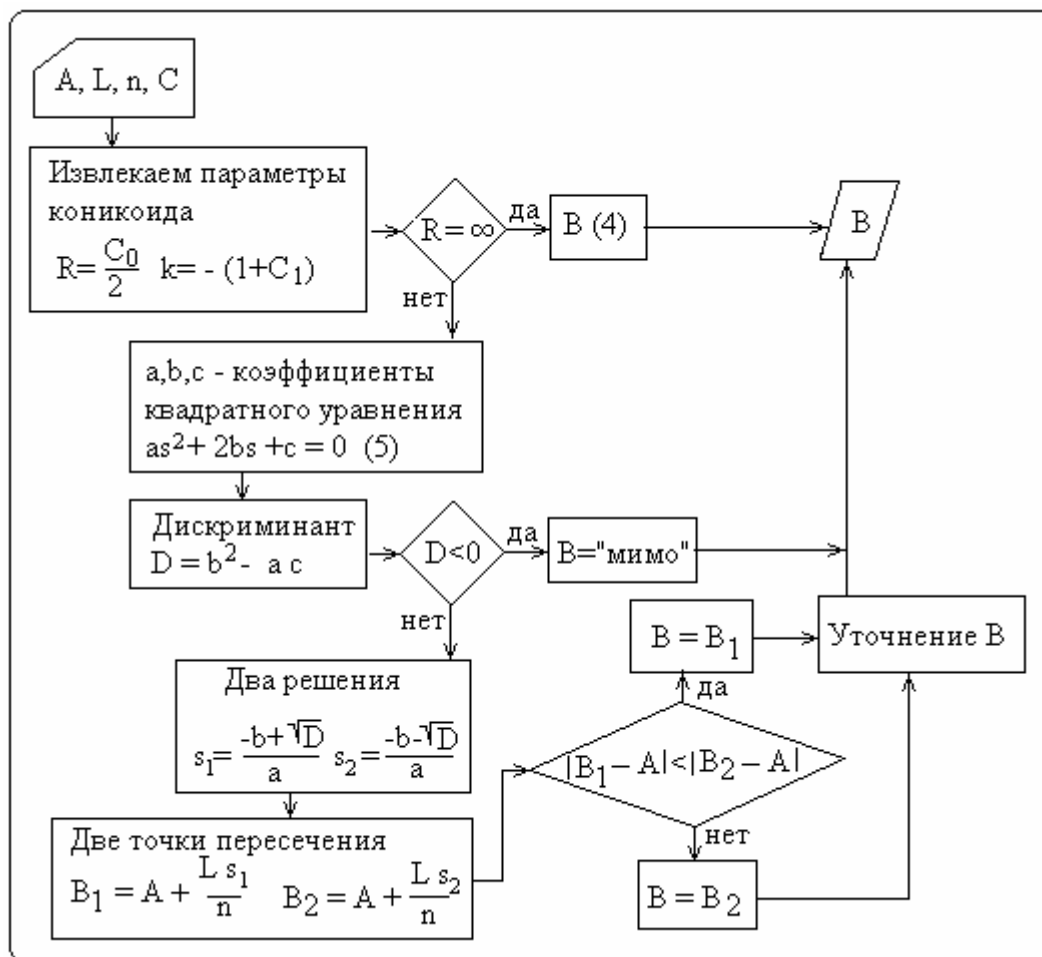 A, L, n, C
Извлекаем параметры
коникоида
R= C₀/2 k= - (1+C₁)
R = ∞
да
B (4)
B
нет
a,b,c - коэффициенты
квадратного уравнения
as²+ 2bs +c = 0 (5)
Дискриминант
D = b² - a c
D<0
да
B="мимо"
нет
Два решения
s₁= (-b+√D)/a s₂= (-b-√D)/a
Две точки пересечения
B₁ = A + (L s₁)/n B₂ = A + (L s₂)/n
|B₁ – A|<|B₂ – A|
да
B = B₁
нет
B = B₂
Уточнение B